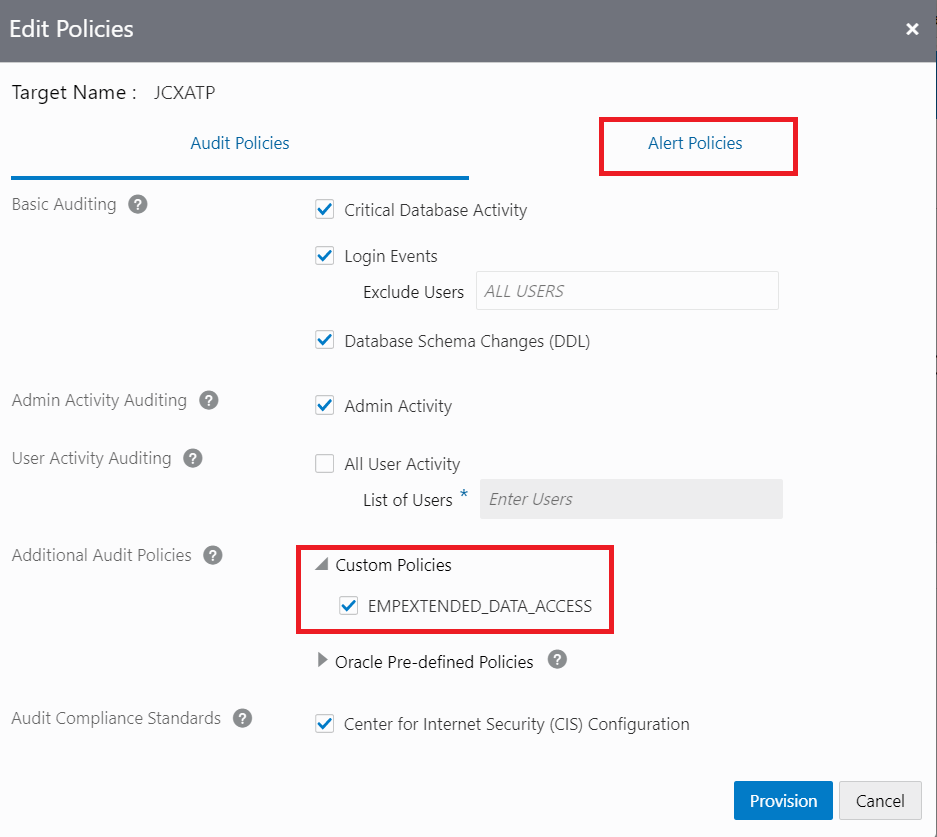 Edit Policies ×
Target Name : JCXATP
Audit Policies Alert Policies
Basic Auditing ? Critical Database Activity
Login Events
Exclude Users ALL USERS
Database Schema Changes (DDL)
Admin Activity Auditing ? Admin Activity
User Activity Auditing ? All User Activity
List of Users * Enter Users
Additional Audit Policies ? Custom Policies
EMPEXTENDED_DATA_ACCESS
Oracle Pre-defined Policies ?
Audit Compliance Standards ? Center for Internet Security (CIS) Configuration
Provision Cancel